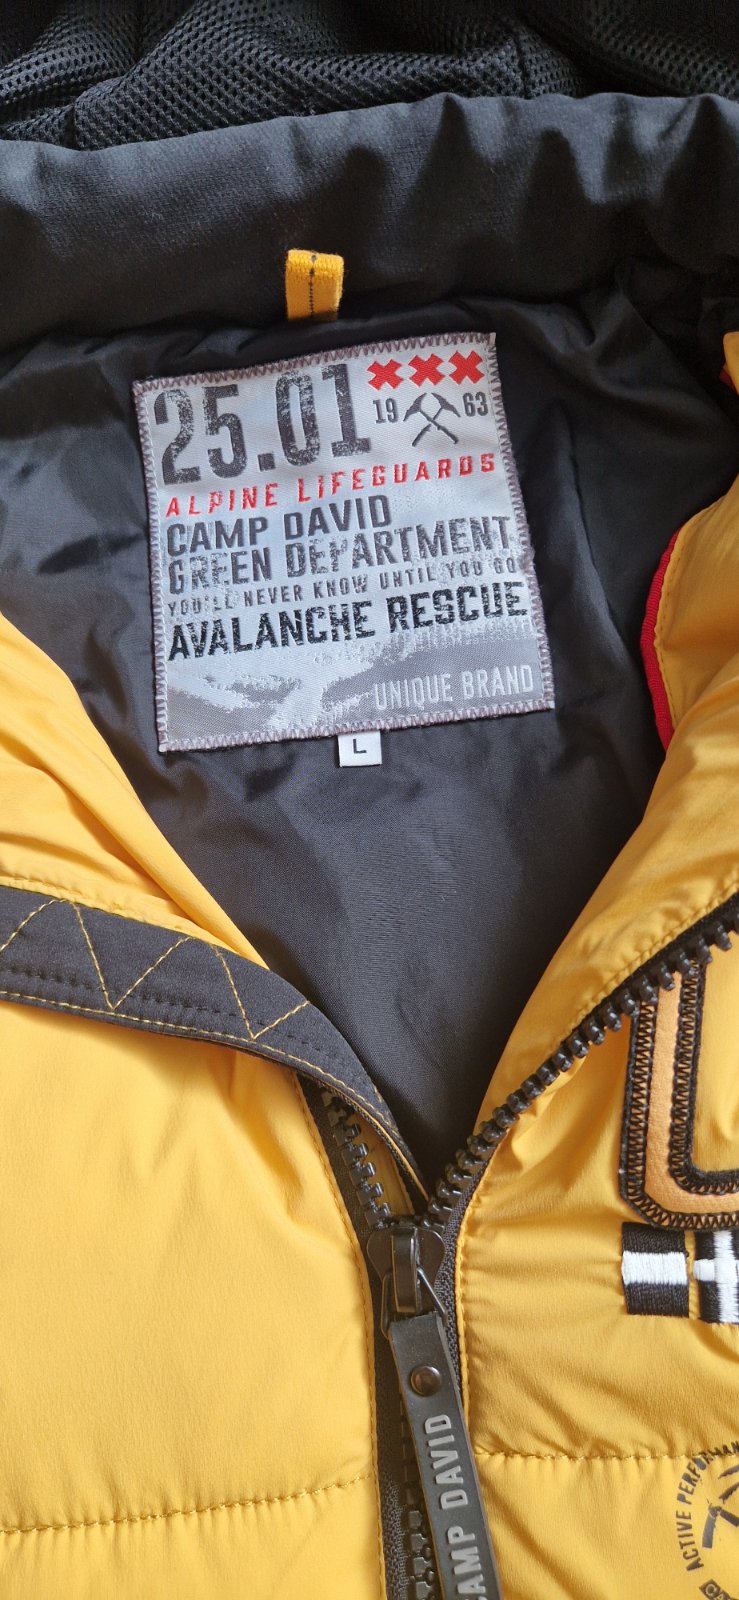 25.01
19 63
ALPINE LIFEGUARDS
CAMP DAVID
GREEN DEPARTMENT
YOU'LL NEVER KNOW UNTIL YOU GO
AVALANCHE RESCUE
UNIQUE BRAND
L
CAMP DAVID
ACTIVE